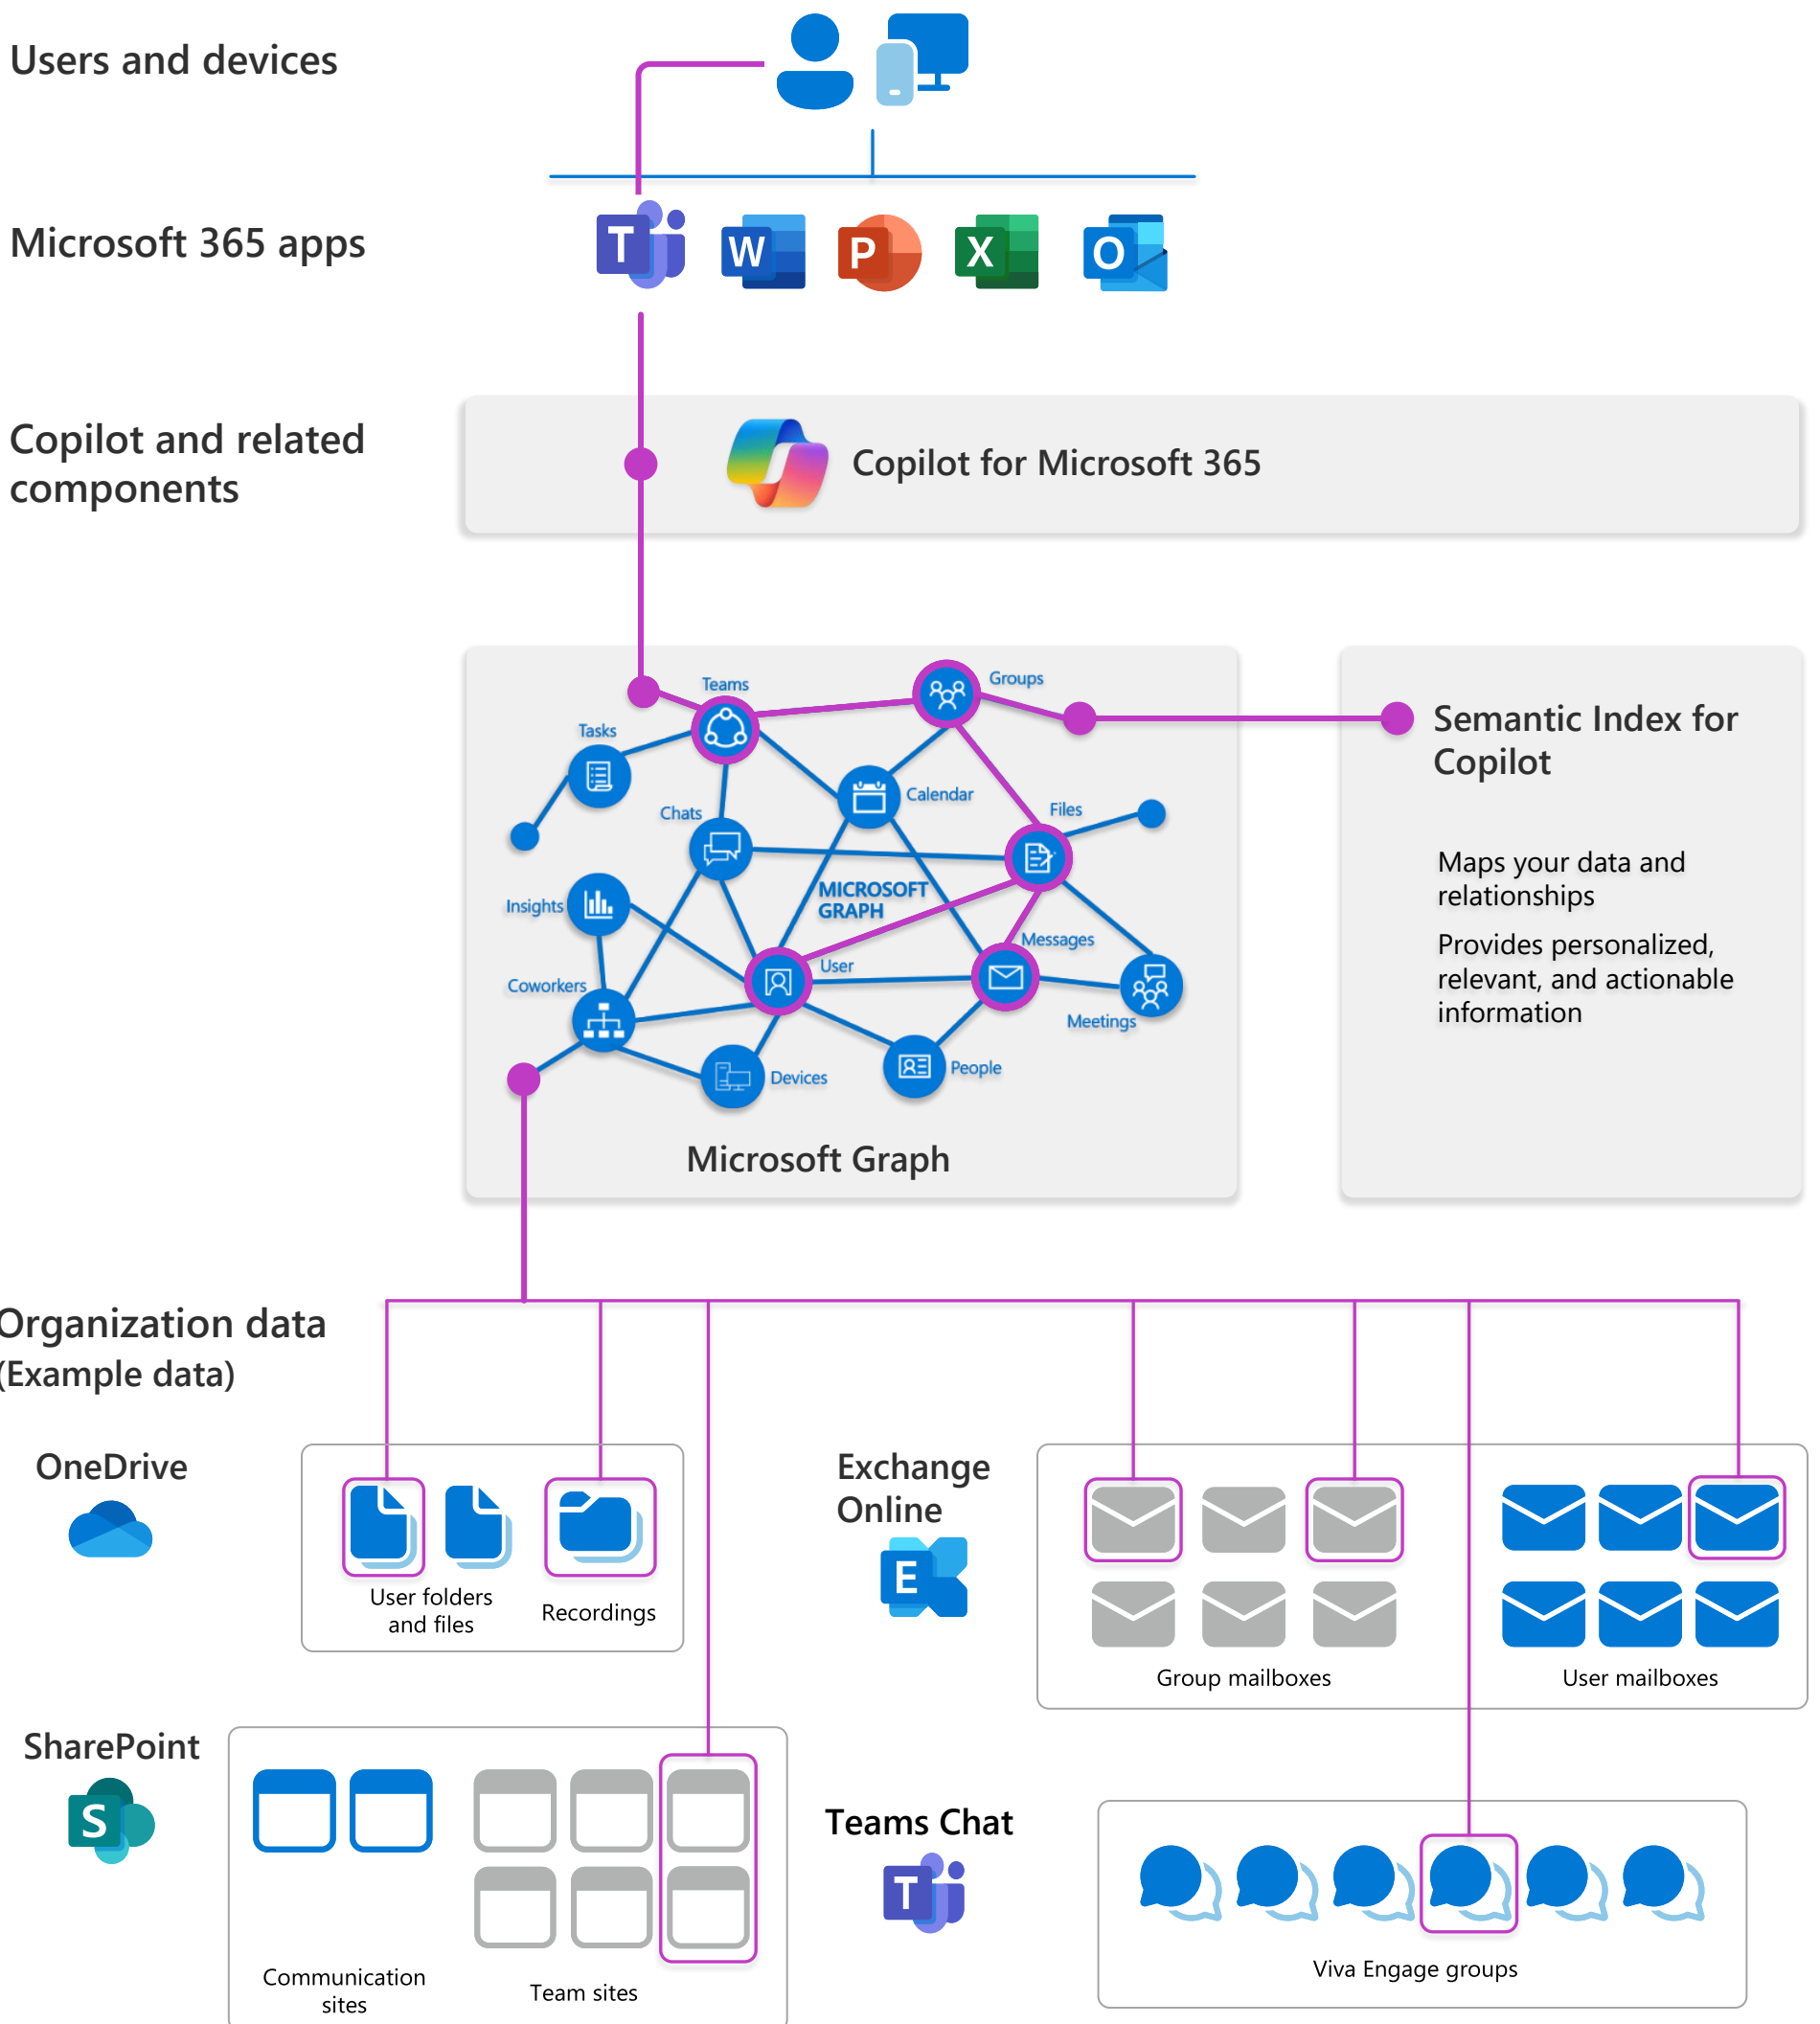 Users and devices
Microsoft 365 apps
T
W
P
X
O
Copilot and related
components
Copilot for Microsoft 365
Teams
Groups
Tasks
Calendar
Chats
Files
MICROSOFT
GRAPH
Insights
Messages
User
Coworkers
Meetings
Devices
People
Microsoft Graph
Semantic Index for
Copilot
Maps your data and
relationships
Provides personalized,
relevant, and actionable
information
Organization data
(Example data)
OneDrive
User folders
and files
Recordings
Exchange
Online
E
Group mailboxes
User mailboxes
SharePoint
S
Communication
sites
Team sites
Teams Chat
T
Viva Engage groups